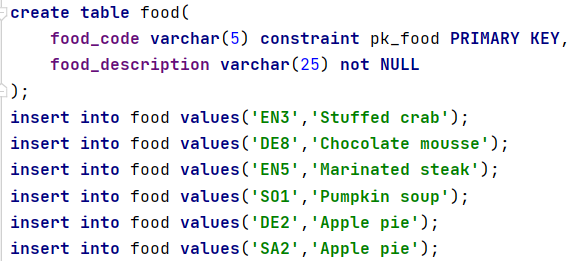 create table food(
    food_code varchar(5) constraint pk_food PRIMARY KEY,
    food_description varchar(25) not NULL
);
insert into food values('EN3','Stuffed crab');
insert into food values('DE8','Chocolate mousse');
insert into food values('EN5','Marinated steak');
insert into food values('SO1','Pumpkin soup');
insert into food values('DE2','Apple pie');
insert into food values('SA2','Apple pie');